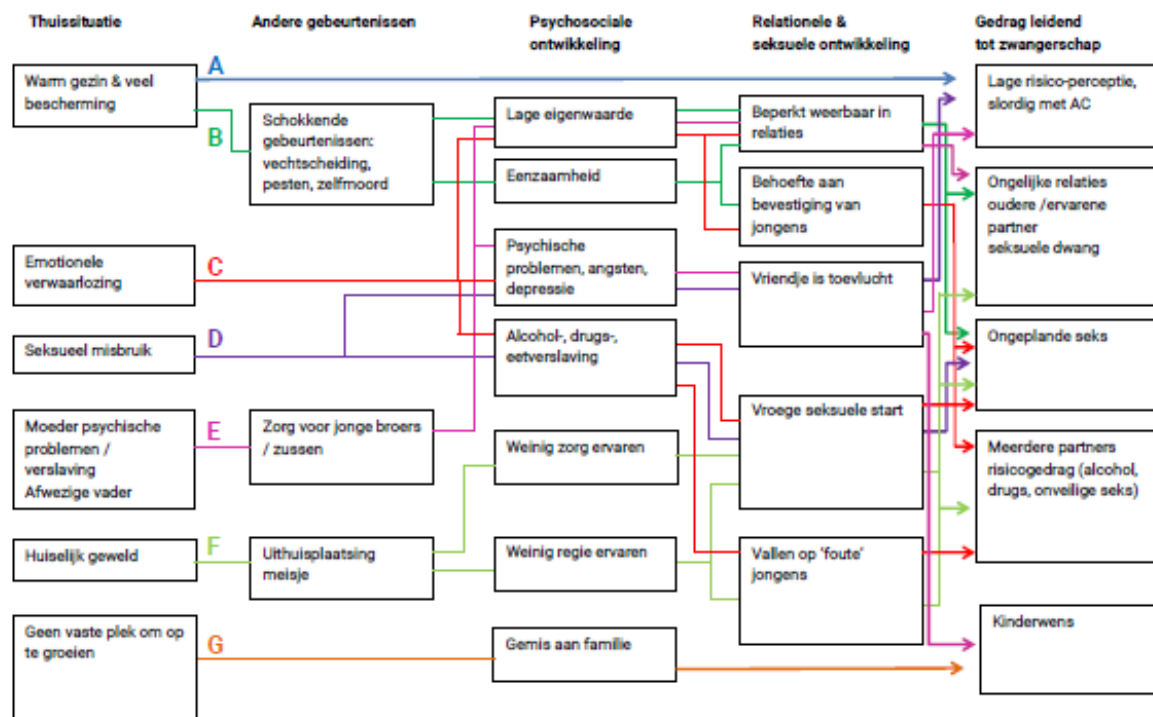 Thuissituatie
Andere gebeurtenissen
Psychosociale
ontwikkeling
Relationele &
seksuele ontwikkeling
Gedrag leidend
tot zwangerschap
Warm gezin & veel
bescherming
Emotionele
verwaarlozing
Seksueel misbruik
Moeder psychische
problemen /
verslaving
Afwezige vader
Huiselijk geweld
Geen vaste plek om op
te groeien
A
B
C
D
E
F
G
Schokkende
gebeurtenissen:
vechtscheiding,
pesten, zelfmoord
Zorg voor jonge broers
/ zussen
Uithuisplaatsing
meisje
Lage eigenwaarde
Eenzaamheid
Psychische
problemen, angsten,
depressie
Alcohol-, drugs-,
eetverslaving
Weinig zorg ervaren
Weinig regie ervaren
Gemis aan familie
Beperkt weerbaar in
relaties
Behoefte aan
bevestiging van
jongens
Vriendje is toevlucht
Vroege seksuele start
Vallen op 'foute'
jongens
Lage risico-perceptie,
slordig met AC
Ongelijke relaties
oudere /ervarene
partner
seksuele dwang
Ongeplande seks
Meerdere partners
risicogedrag (alcohol,
drugs, onveilige seks)
Kinderwens